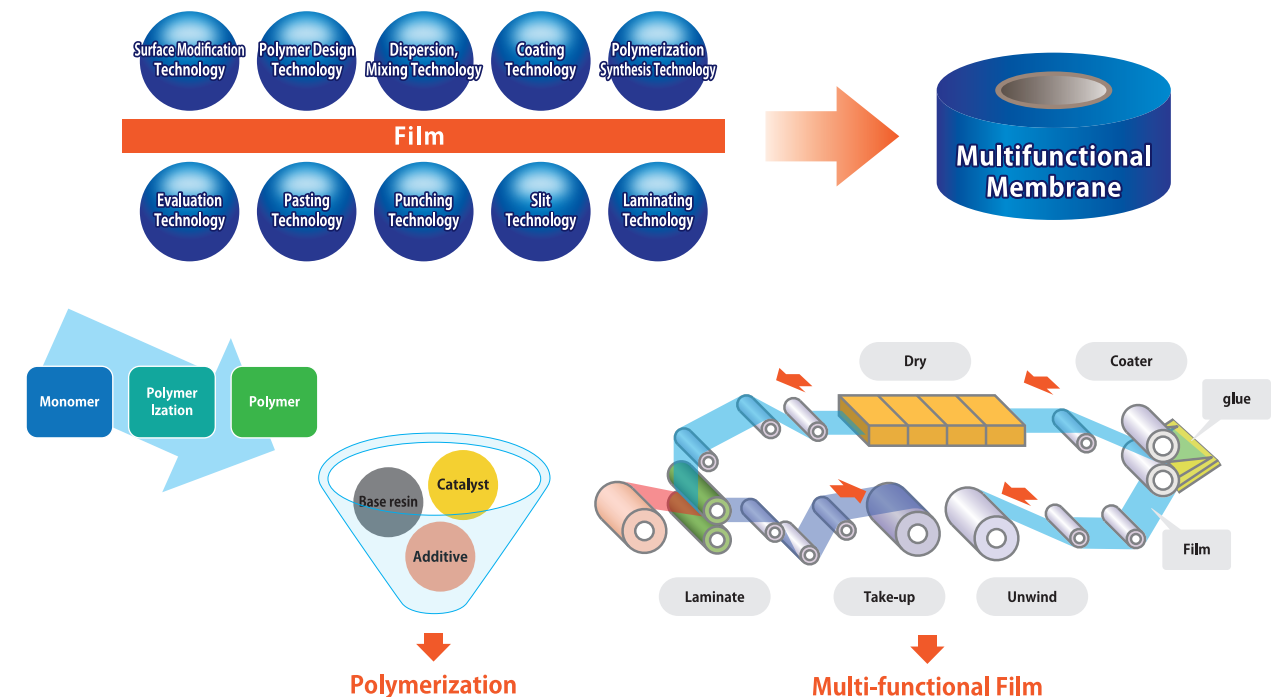 Surface Modification
Technology
Polymer Design
Technology
Dispersion,
Mixing Technology
Coating
Technology
Polymerization
Synthesis Technology
Film
Evaluation
Technology
Pasting
Technology
Punching
Technology
Slit
Technology
Laminating
Technology
Multifunctional
Membrane
Monomer
Polymer
Ization
Polymer
Base resin
Catalyst
Additive
Polymerization
Dry
Coater
glue
Film
Laminate
Take-up
Unwind
Multi-functional Film